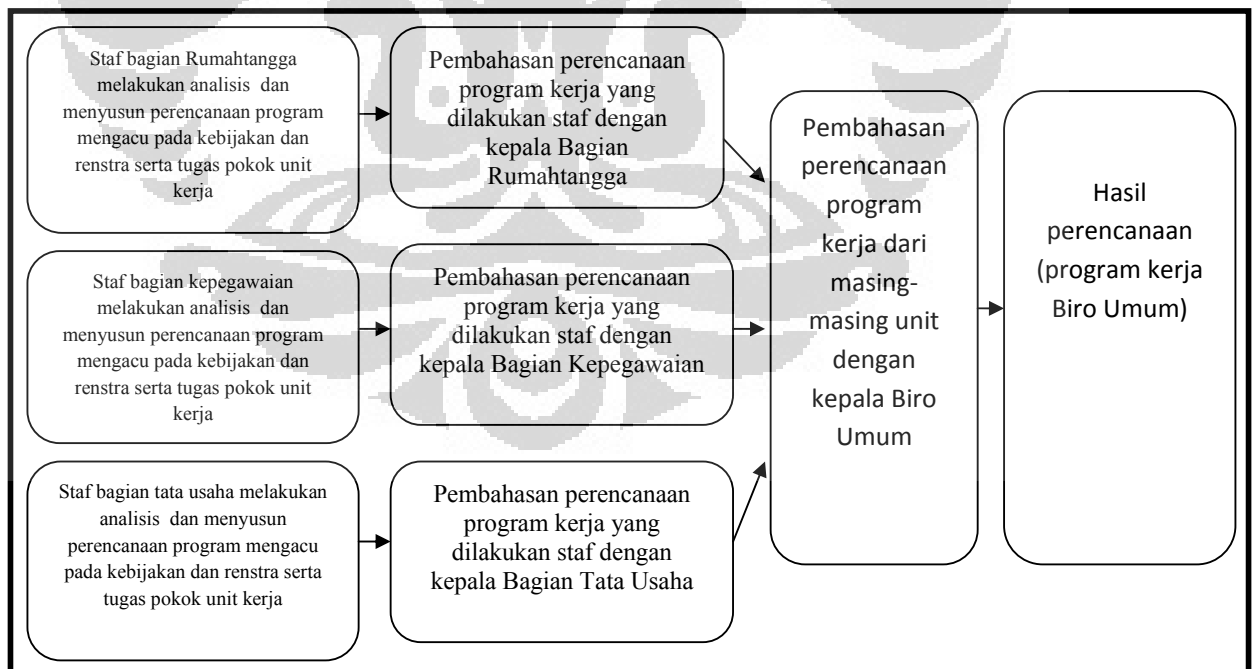 Staf bagian Rumahtangga
melakukan analisis dan
menyusun perencanaan program
mengacu pada kebijakan dan
renstra serta tugas pokok unit
kerja
Pembahasan perencanaan
program kerja yang
dilakukan staf dengan
kepala Bagian
Rumahtangga
Staf bagian kepegawaian
melakukan analisis dan
menyusun perencanaan program
mengacu pada kebijakan dan
renstra serta tugas pokok unit
kerja
Pembahasan perencanaan
program kerja yang
dilakukan staf dengan
kepala Bagian Kepegawaian
Staf bagian tata usaha melakukan
analisis dan menyusun
perencanaan program mengacu
pada kebijakan dan renstra serta
tugas pokok unit kerja
Pembahasan perencanaan
program kerja yang
dilakukan staf dengan
kepala Bagian Tata Usaha
Pembahasan
perencanaan
program
kerja dari
masing-
masing unit
dengan
kepala Biro
Umum
Hasil
perencanaan
(program kerja
Biro Umum)